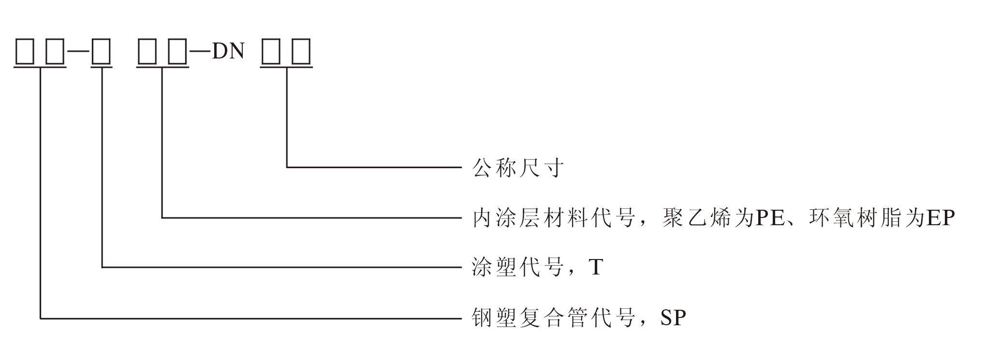 □□—□ □□—DN □□
公称尺寸
内涂层材料代号，聚乙烯为PE、环氧树脂为EP
涂塑代号，T
钢塑复合管代号，SP